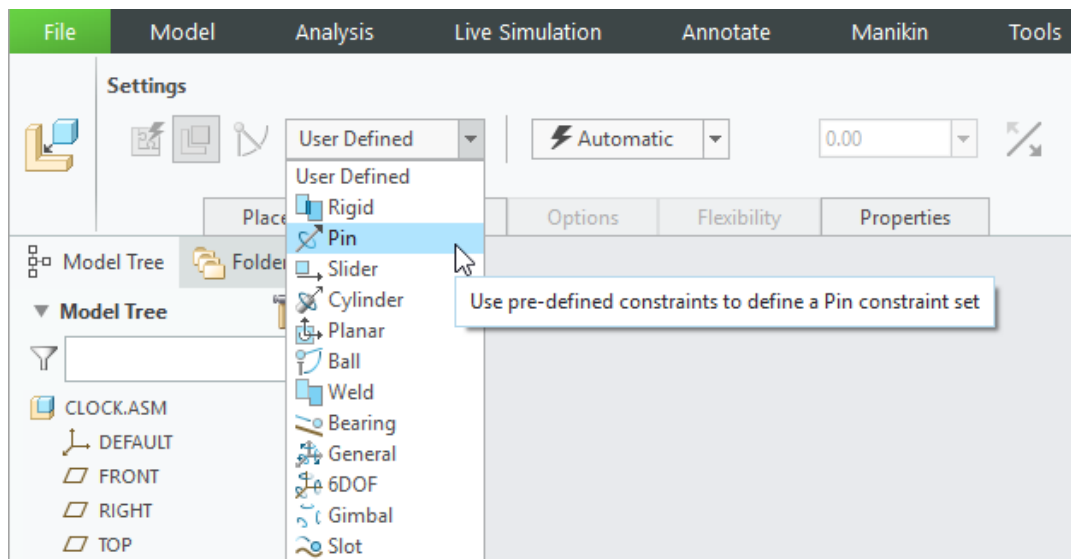 File Model Analysis Live Simulation Annotate Manikin Tools
Settings
User Defined Automatic 0.00
User Defined
Rigid
Place Options Flexibility Properties
Pin
Model Tree Folder
Slider
Cylinder
Use pre-defined constraints to define a Pin constraint set
Model Tree
Planar
Ball
Weld
CLOCK.ASM
Bearing
DEFAULT
General
FRONT
6DOF
RIGHT
Gimbal
TOP
Slot